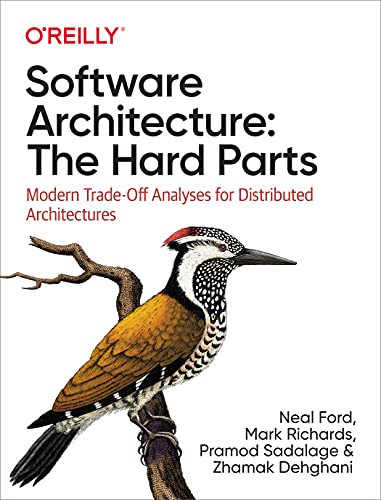 O'REILLY®
Software
Architecture:
The Hard Parts
Modern Trade-Off Analyses for Distributed
Architectures
Neal Ford,
Mark Richards,
Pramod Sadalage &
Zhamak Dehghani